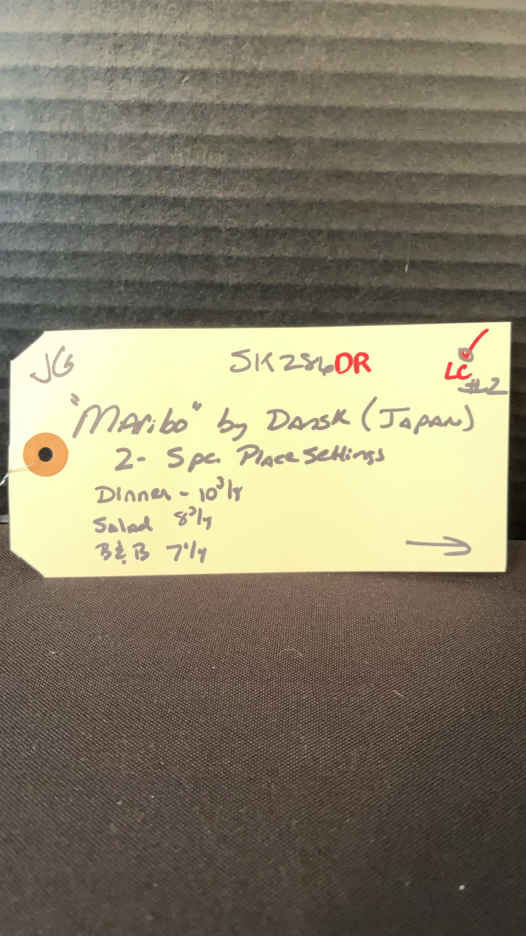 JG SK286DR LC
#2
"Maribo" by Dansk (Japan)
2- 5pc. Place Settings
Dinner - 10 3/4
Salad 8 3/4
B & B 7 1/4
→